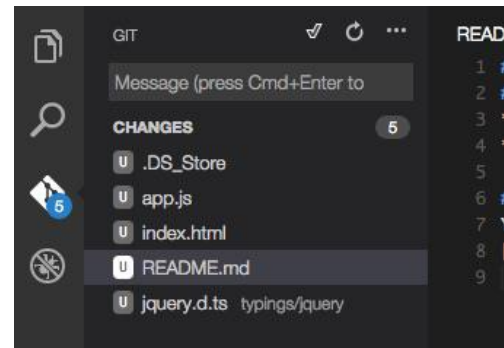 GIT
Message (press Cmd+Enter to
CHANGES 5
U .DS_Store
U app.js
U index.html
U README.md
U jquery.d.ts typings/jquery
5
READ
1 #
2 #
3 *
4 *
5
6 #
7 Y
8
9